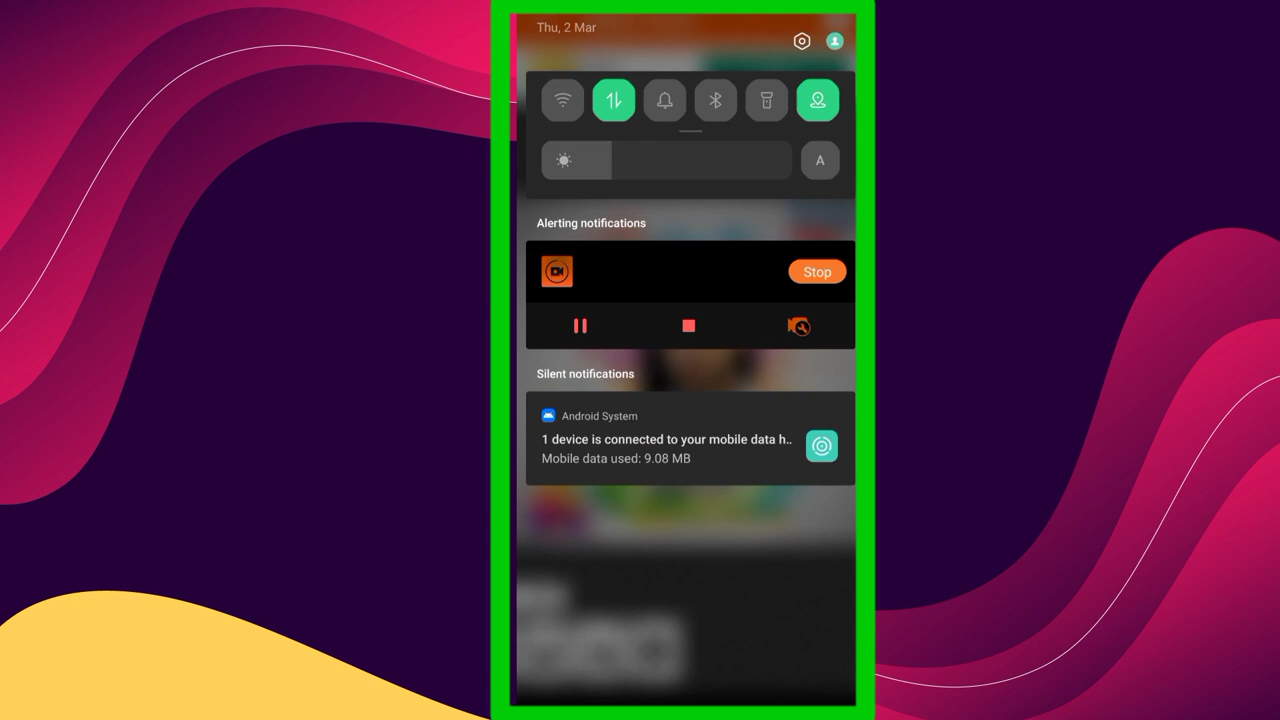 Thu, 2 Mar
A
Alerting notifications
Stop
Silent notifications
Android System
1 device is connected to your mobile data h..
Mobile data used: 9.08 MB